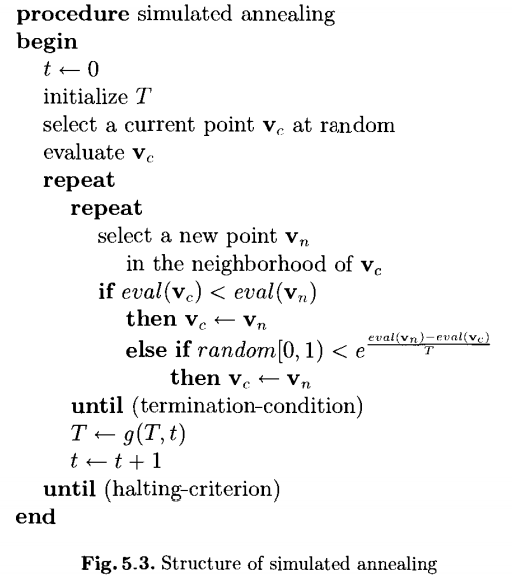 procedure simulated annealing
begin
t ← 0
initialize T
select a current point v_c at random
evaluate v_c
repeat
repeat
select a new point v_n
in the neighborhood of v_c
if eval(v_c) < eval(v_n)
then v_c ← v_n
else if random[0, 1) < e^{\frac{eval(v_n)-eval(v_c)}{T}}
then v_c ← v_n
until (termination-condition)
T ← g(T, t)
t ← t + 1
until (halting-criterion)
end
Fig. 5.3. Structure of simulated annealing